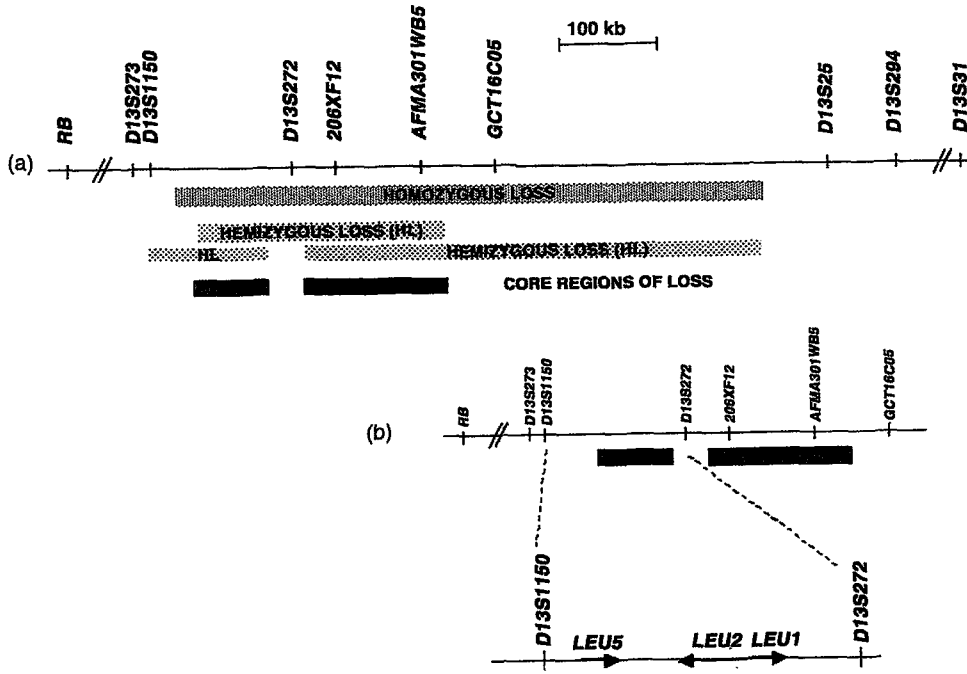 100 kb
RB
D13S273
D13S1150
D13S272
206XF12
AFMA301WB5
GCT16C05
D13S25
D13S294
D13S31
(a)
HOMOZYGOUS LOSS
HEMIZYGOUS LOSS (HL)
HL
HEMIZYGOUS LOSS (HL)
CORE REGIONS OF LOSS
RB
D13S273
D13S1150
D13S272
206XF12
AFMA301WB5
GCT16C05
(b)
D13S1150
D13S272
LEU5
LEU2 LEU1